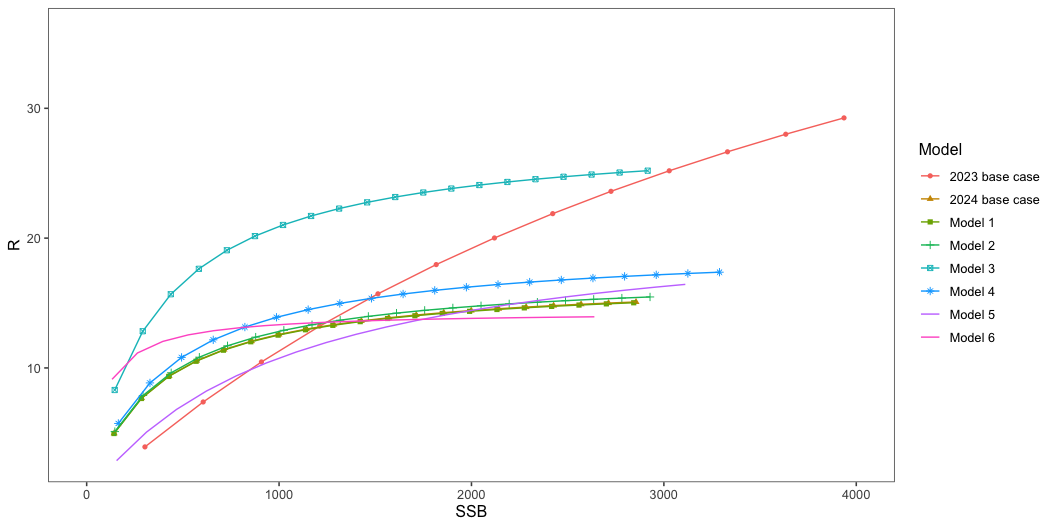 30
20
10
R
0
1000
2000
3000
4000
SSB
Model
2023 base case
2024 base case
Model 1
Model 2
Model 3
Model 4
Model 5
Model 6